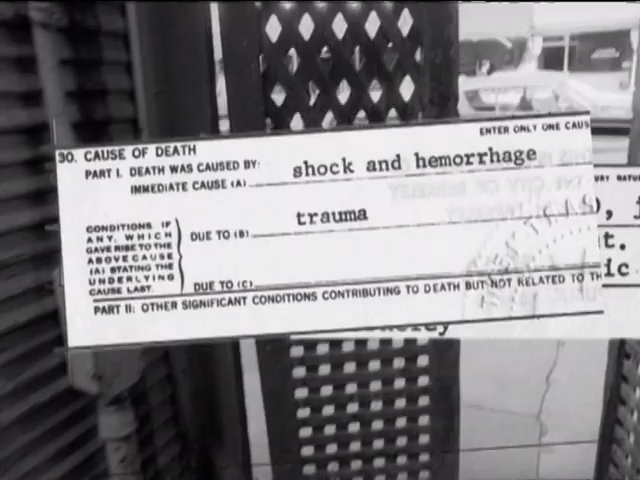 ENTER ONLY ONE CAUS
30. CAUSE OF DEATH
PART I. DEATH WAS CAUSED BY:
IMMEDIATE CAUSE (A)
shock and hemorrhage
CONDITIONS, IF
ANY, WHICH
GAVE RISE TO THE
ABOVE CAUSE
(A) STATING THE
UNDERLYING
CAUSE LAST.
DUE TO (B)
trauma
DUE TO (C)
PART II: OTHER SIGNIFICANT CONDITIONS CONTRIBUTING TO DEATH BUT NOT RELATED TO TH
t.
ic